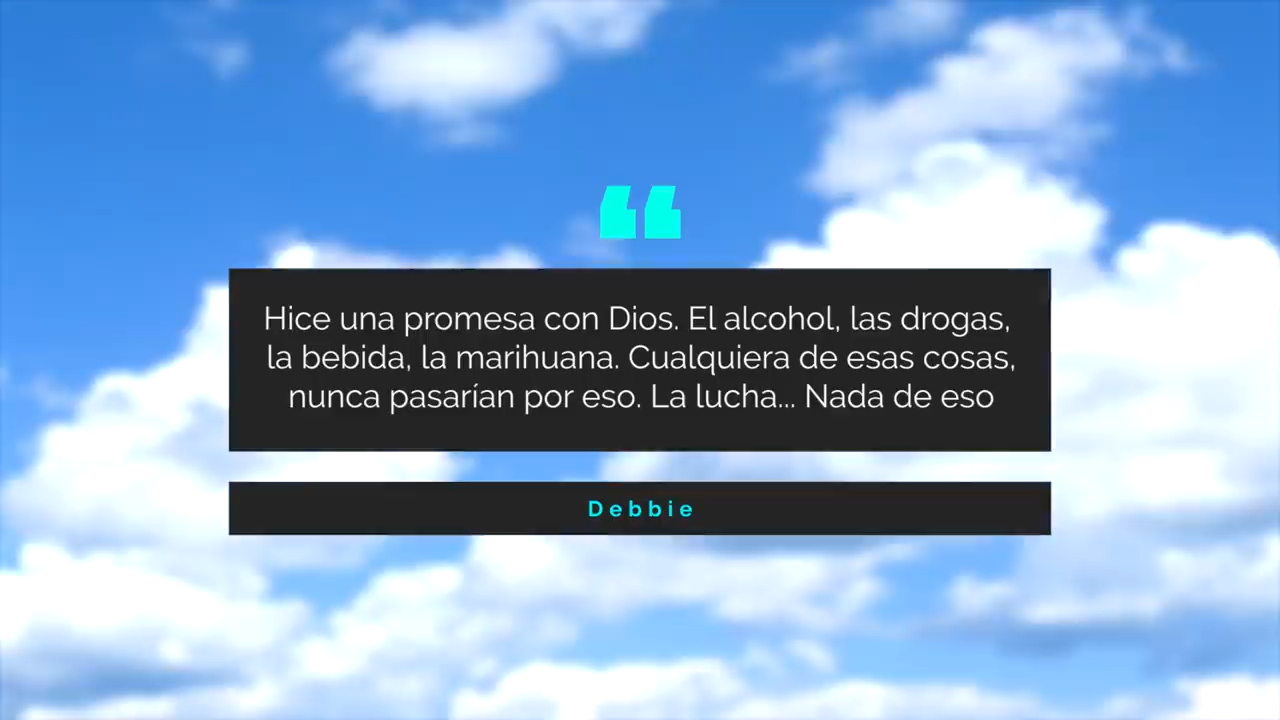 “
Hice una promesa con Dios. El alcohol, las drogas,
la bebida, la marihuana. Cualquiera de esas cosas,
nunca pasarían por eso. La lucha... Nada de eso
Debbie